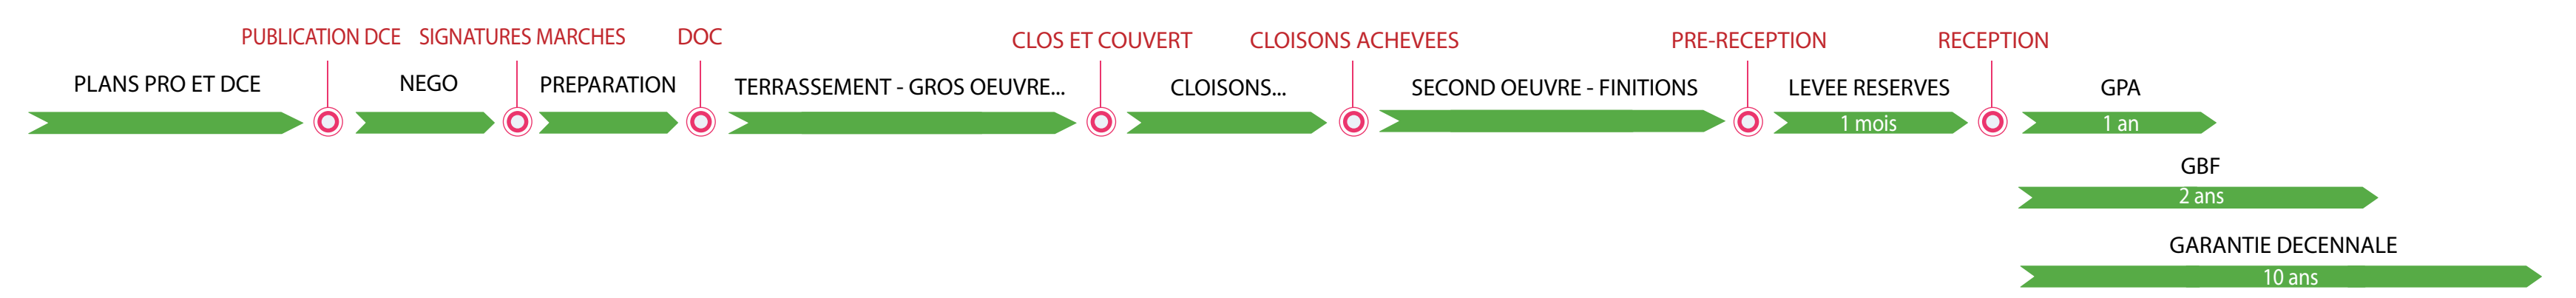 PUBLICATION DCE
SIGNATURES MARCHES
DOC
CLOS ET COUVERT
CLOISONS ACHEVEES
PRE-RECEPTION
RECEPTION
PLANS PRO ET DCE
NEGO
PREPARATION
TERRASSEMENT - GROS OEUVRE...
CLOISONS...
SECOND OEUVRE - FINITIONS
LEVEE RESERVES
GPA
1 mois
1 an
GBF
2 ans
GARANTIE DECENNALE
10 ans